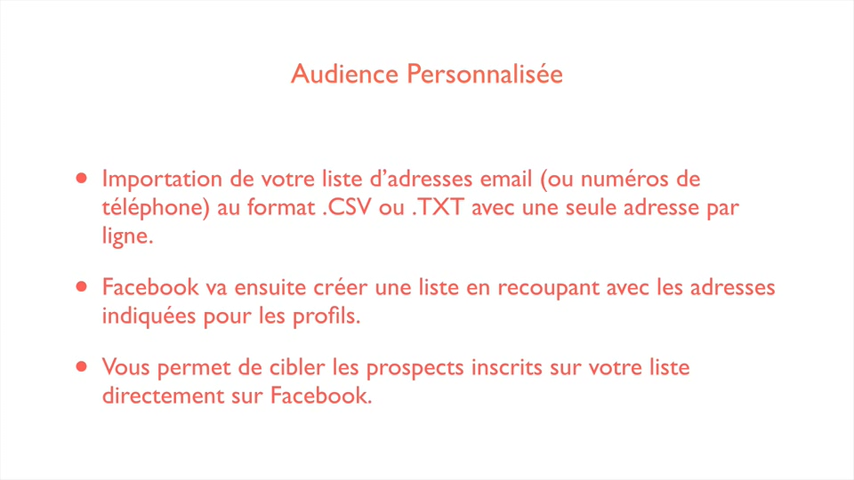 Audience Personnalisée
• Importation de votre liste d’adresses email (ou numéros de
téléphone) au format .CSV ou .TXT avec une seule adresse par
ligne.
• Facebook va ensuite créer une liste en recoupant avec les adresses
indiquées pour les profils.
• Vous permet de cibler les prospects inscrits sur votre liste
directement sur Facebook.